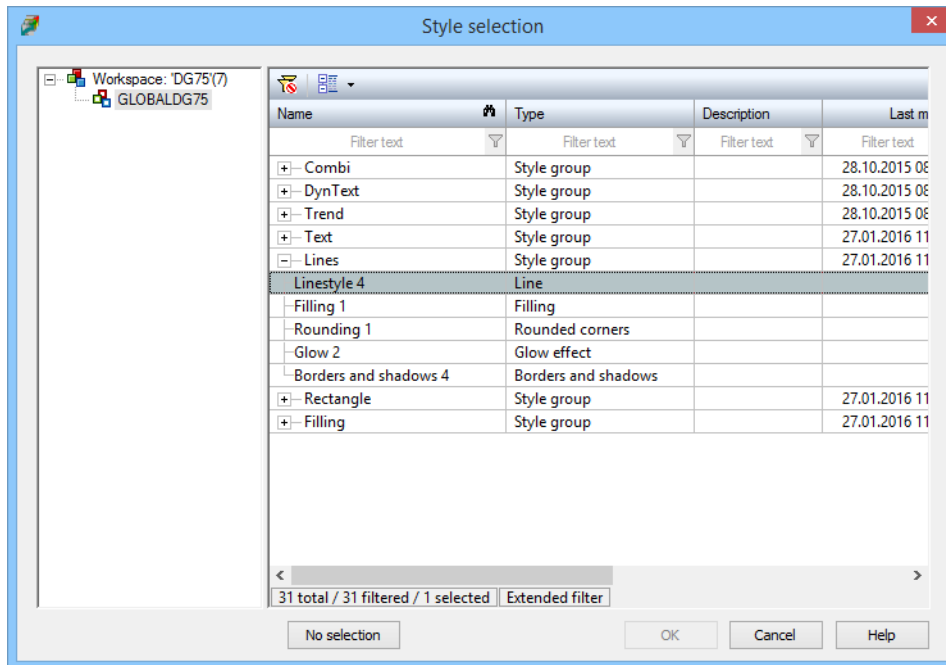 Style selection
Workspace: 'DG75'(7)
GLOBALDG75
Name Type Description Last m
Filter text Filter text Filter text Filter text
Combi Style group 28.10.2015 08
DynText Style group 28.10.2015 08
Trend Style group 28.10.2015 08
Text Style group 27.01.2016 11
Lines Style group 27.01.2016 11
Linestyle 4 Line
Filling 1 Filling
Rounding 1 Rounded corners
Glow 2 Glow effect
Borders and shadows 4 Borders and shadows
Rectangle Style group 27.01.2016 11
Filling Style group 27.01.2016 11
31 total / 31 filtered / 1 selected Extended filter
No selection OK Cancel Help